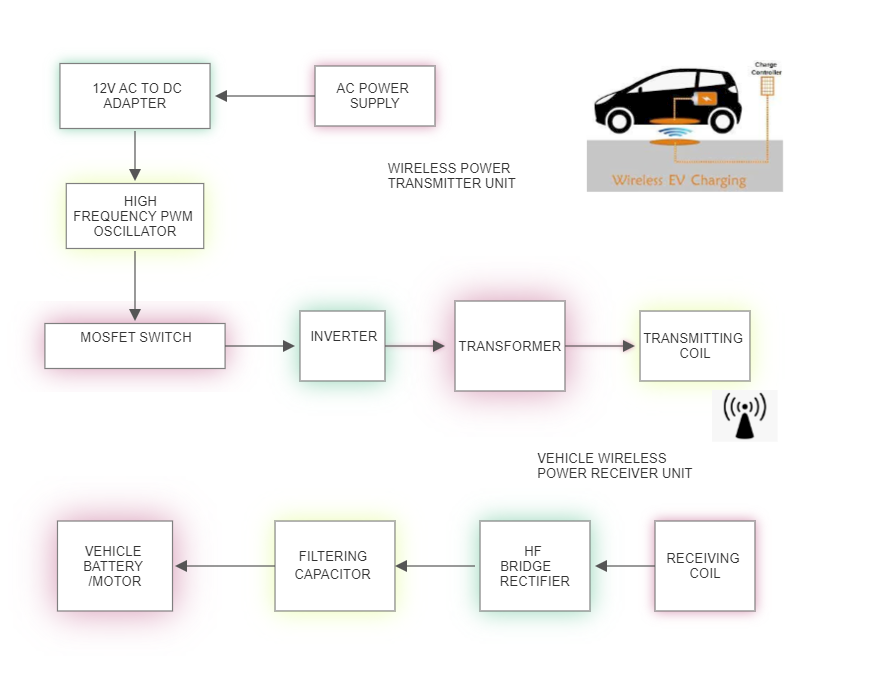 12V AC TO DC
ADAPTER
AC POWER
SUPPLY
Charge
Controller
WIRELESS POWER
TRANSMITTER UNIT
Wireless EV Charging
HIGH
FREQUENCY PWM
OSCILLATOR
MOSFET SWITCH
INVERTER
TRANSFORMER
TRANSMITTING
COIL
VEHICLE WIRELESS
POWER RECEIVER UNIT
VEHICLE
BATTERY
/MOTOR
FILTERING
CAPACITOR
HF
BRIDGE
RECTIFIER
RECEIVING
COIL